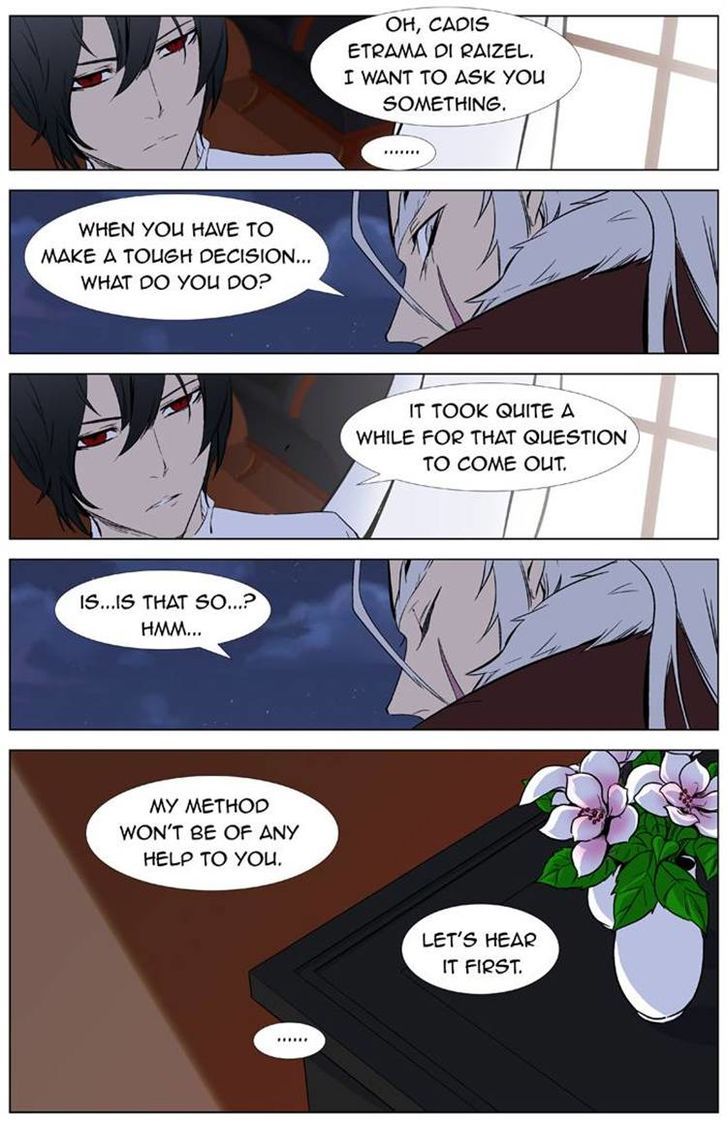 OH, CADIS
ETRAMA DI RAIZEL.
I WANT TO ASK YOU
SOMETHING.
.......
WHEN YOU HAVE TO
MAKE A TOUGH DECISION...
WHAT DO YOU DO?
IT TOOK QUITE A
WHILE FOR THAT QUESTION
TO COME OUT.
IS...IS THAT SO...?
HMM...
MY METHOD
WON'T BE OF ANY
HELP TO YOU.
LET'S HEAR
IT FIRST.
......